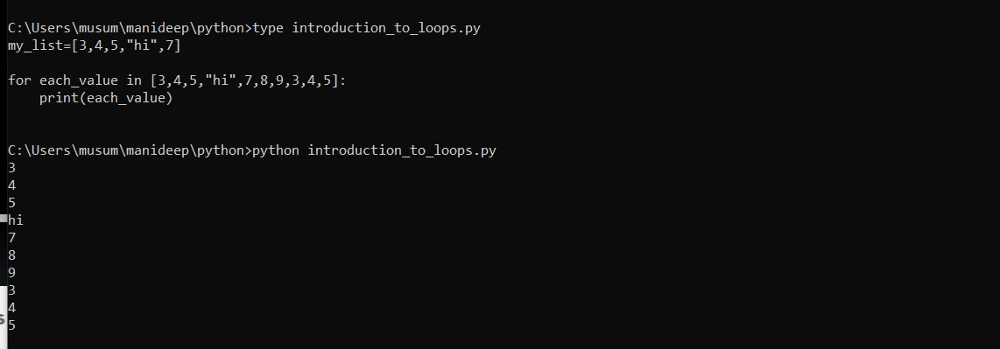 C:\Users\musum\manideep\python>type introduction_to_loops.py
my_list=[3,4,5,"hi",7]
for each_value in [3,4,5,"hi",7,8,9,3,4,5]:
    print(each_value)
C:\Users\musum\manideep\python>python introduction_to_loops.py
3
4
5
hi
7
8
9
3
4
5